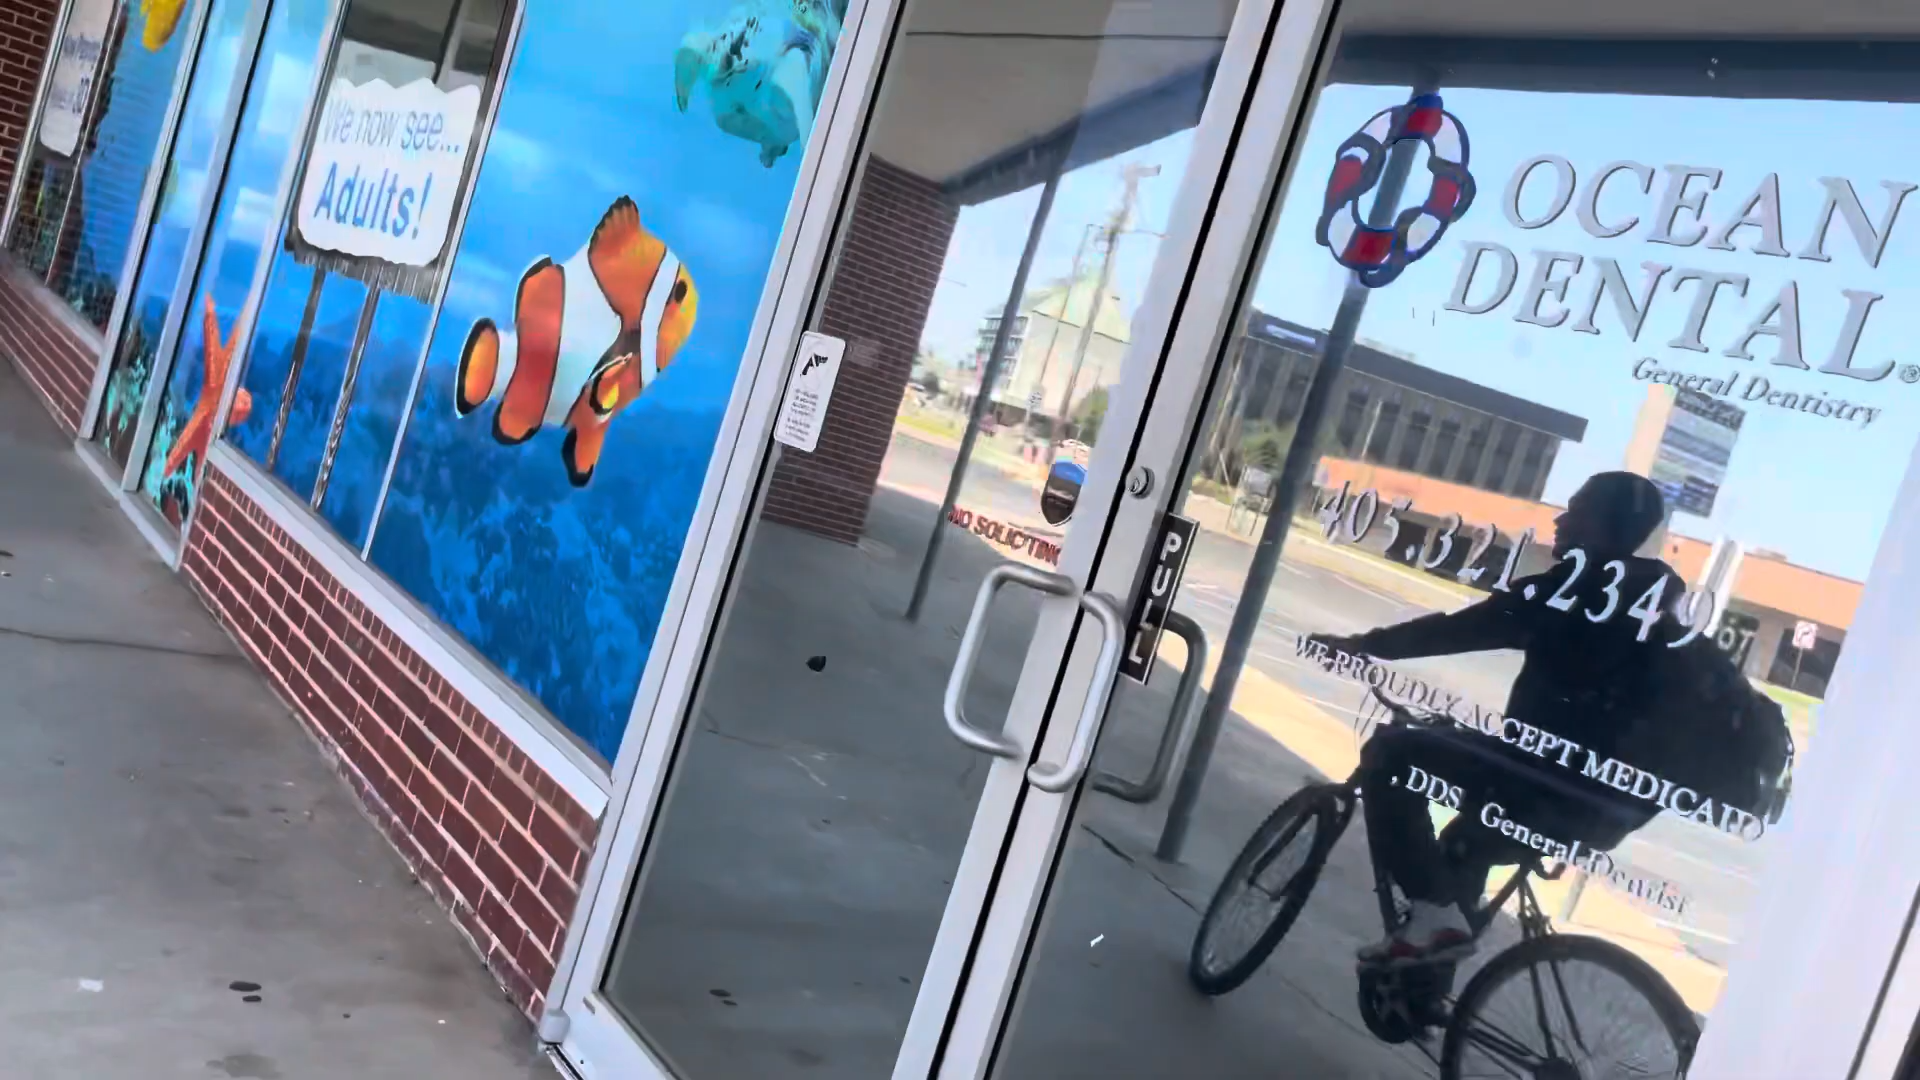 We now see...
Adults!
NO SOLICITING
PULL
OCEAN
DENTAL®
General Dentistry
405.321.2349
WE PROUDLY ACCEPT MEDICAID
, DDS General Dentist